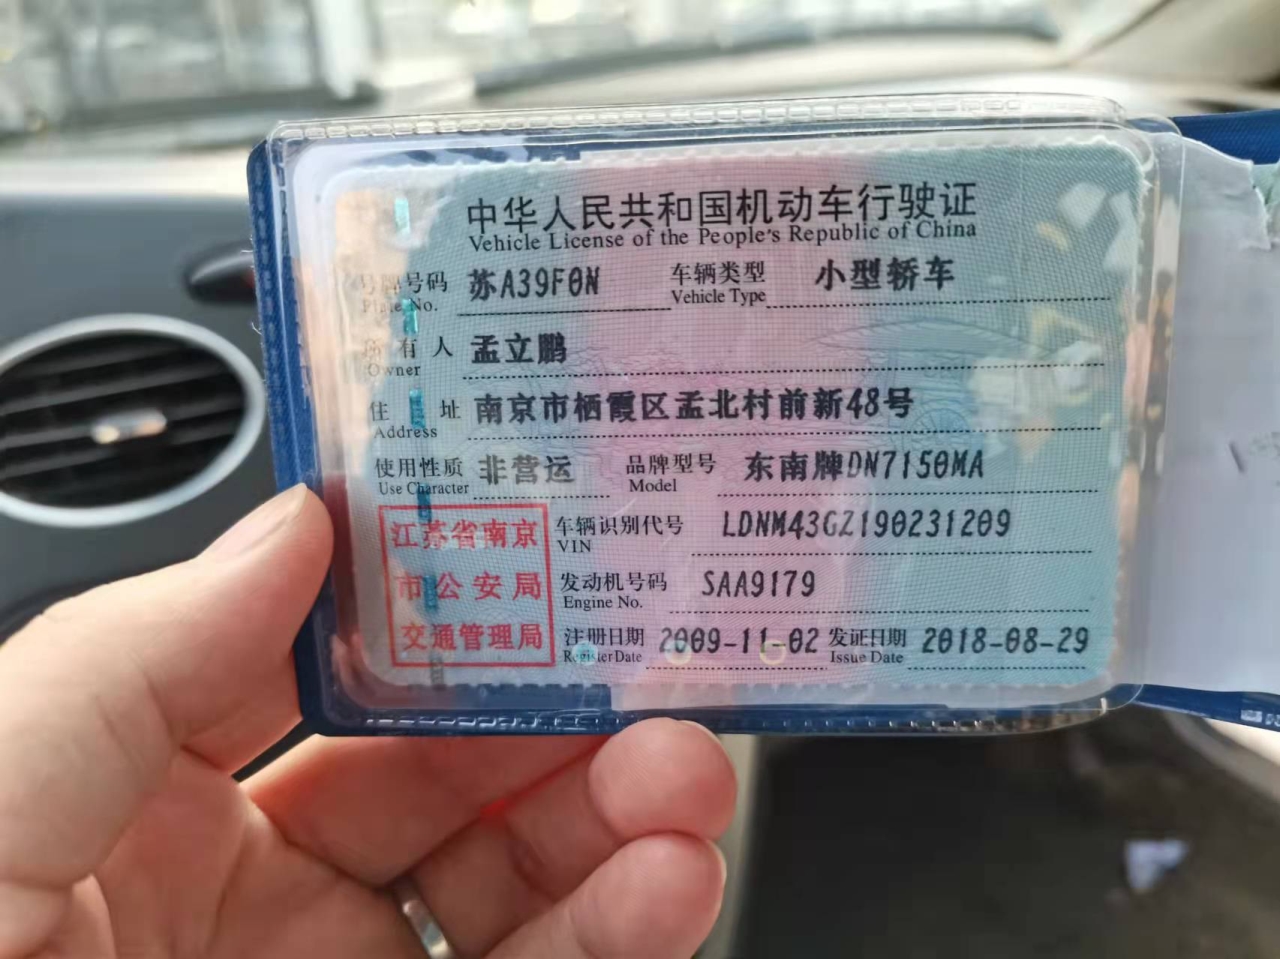 中华人民共和国机动车行驶证
Vehicle License of the People's Republic of China
号牌号码 苏A39F0N 车辆类型 小型轿车
Plate No. Vehicle Type
所有人 孟立鹏
Owner
住址 南京市栖霞区孟北村前新48号
Address
使用性质 非营运 品牌型号 东南牌DN7150MA
Use Character Model
江苏省南京
市公安局
交通管理局
车辆识别代号 LDNM43GZ190231209
VIN
发动机号码 SAA9179
Engine No.
注册日期 2009-11-02 发证日期 2018-08-29
Register Date Issue Date